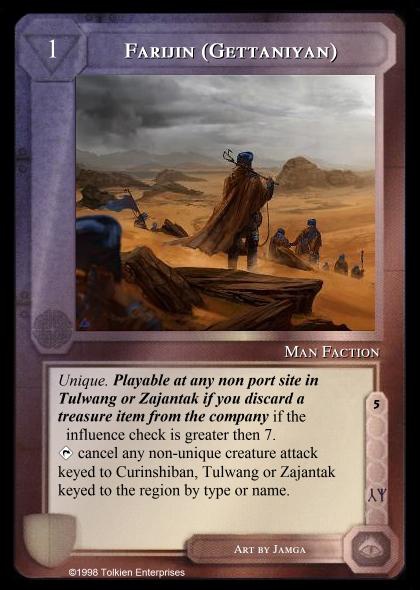 1
FARIJIN (GETTANIYAN)
MAN FACTION
Unique. Playable at any non port site in
Tulwang or Zajantak if you discard a
treasure item from the company if the
influence check is greater then 7.
cancel any non-unique creature attack
keyed to Curinshiban, Tulwang or Zajantak
keyed to the region by type or name.
5
ART BY JAMGA
©1998 Tolkien Enterprises